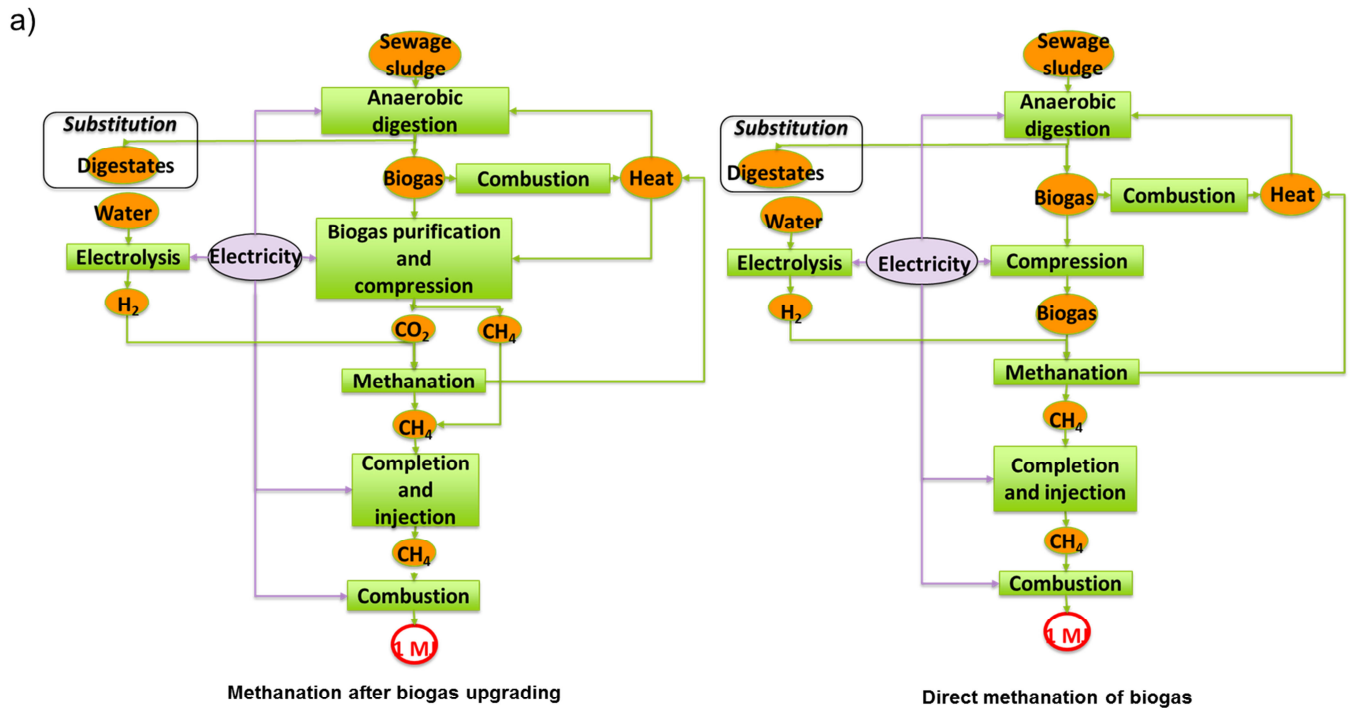 a)
Sewage
sludge
Anaerobic
digestion
Substitution
Digestates
Biogas
Combustion
Heat
Water
Biogas purification
and
compression
Electrolysis
Electricity
H2
CO2
CH4
Methanation
CH4
Completion
and
injection
CH4
Combustion
1 MJ
Methanation after biogas upgrading
Sewage
sludge
Anaerobic
digestion
Substitution
Digestates
Biogas
Combustion
Heat
Water
Electrolysis
Electricity
Compression
H2
Biogas
Methanation
CH4
Completion
and injection
CH4
Combustion
1 MJ
Direct methanation of biogas